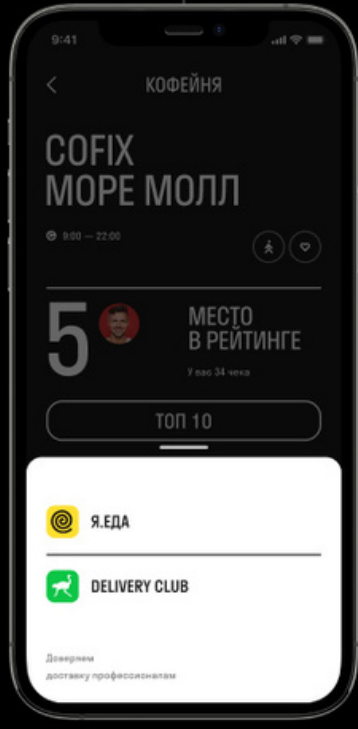 9:41
КОФЕЙНЯ
COFIX
МОРЕ МОЛЛ
9:00 — 22:00
5
МЕСТО
В РЕЙТИНГЕ
У вас 34 чека
ТОП 10
Я.ЕДА
DELIVERY CLUB
Доверяем
доставку профессионалам